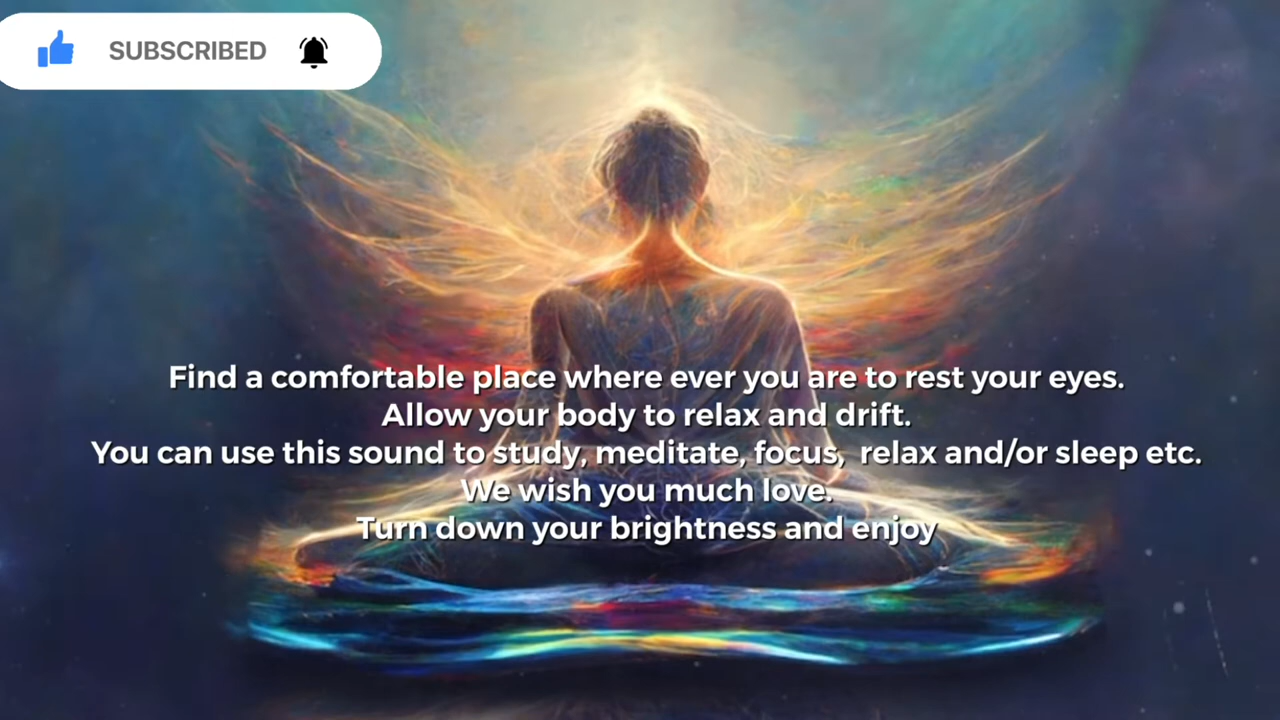 SUBSCRIBED
Find a comfortable place where ever you are to rest your eyes.
Allow your body to relax and drift.
You can use this sound to study, meditate, focus, relax and/or sleep etc.
We wish you much love.
Turn down your brightness and enjoy